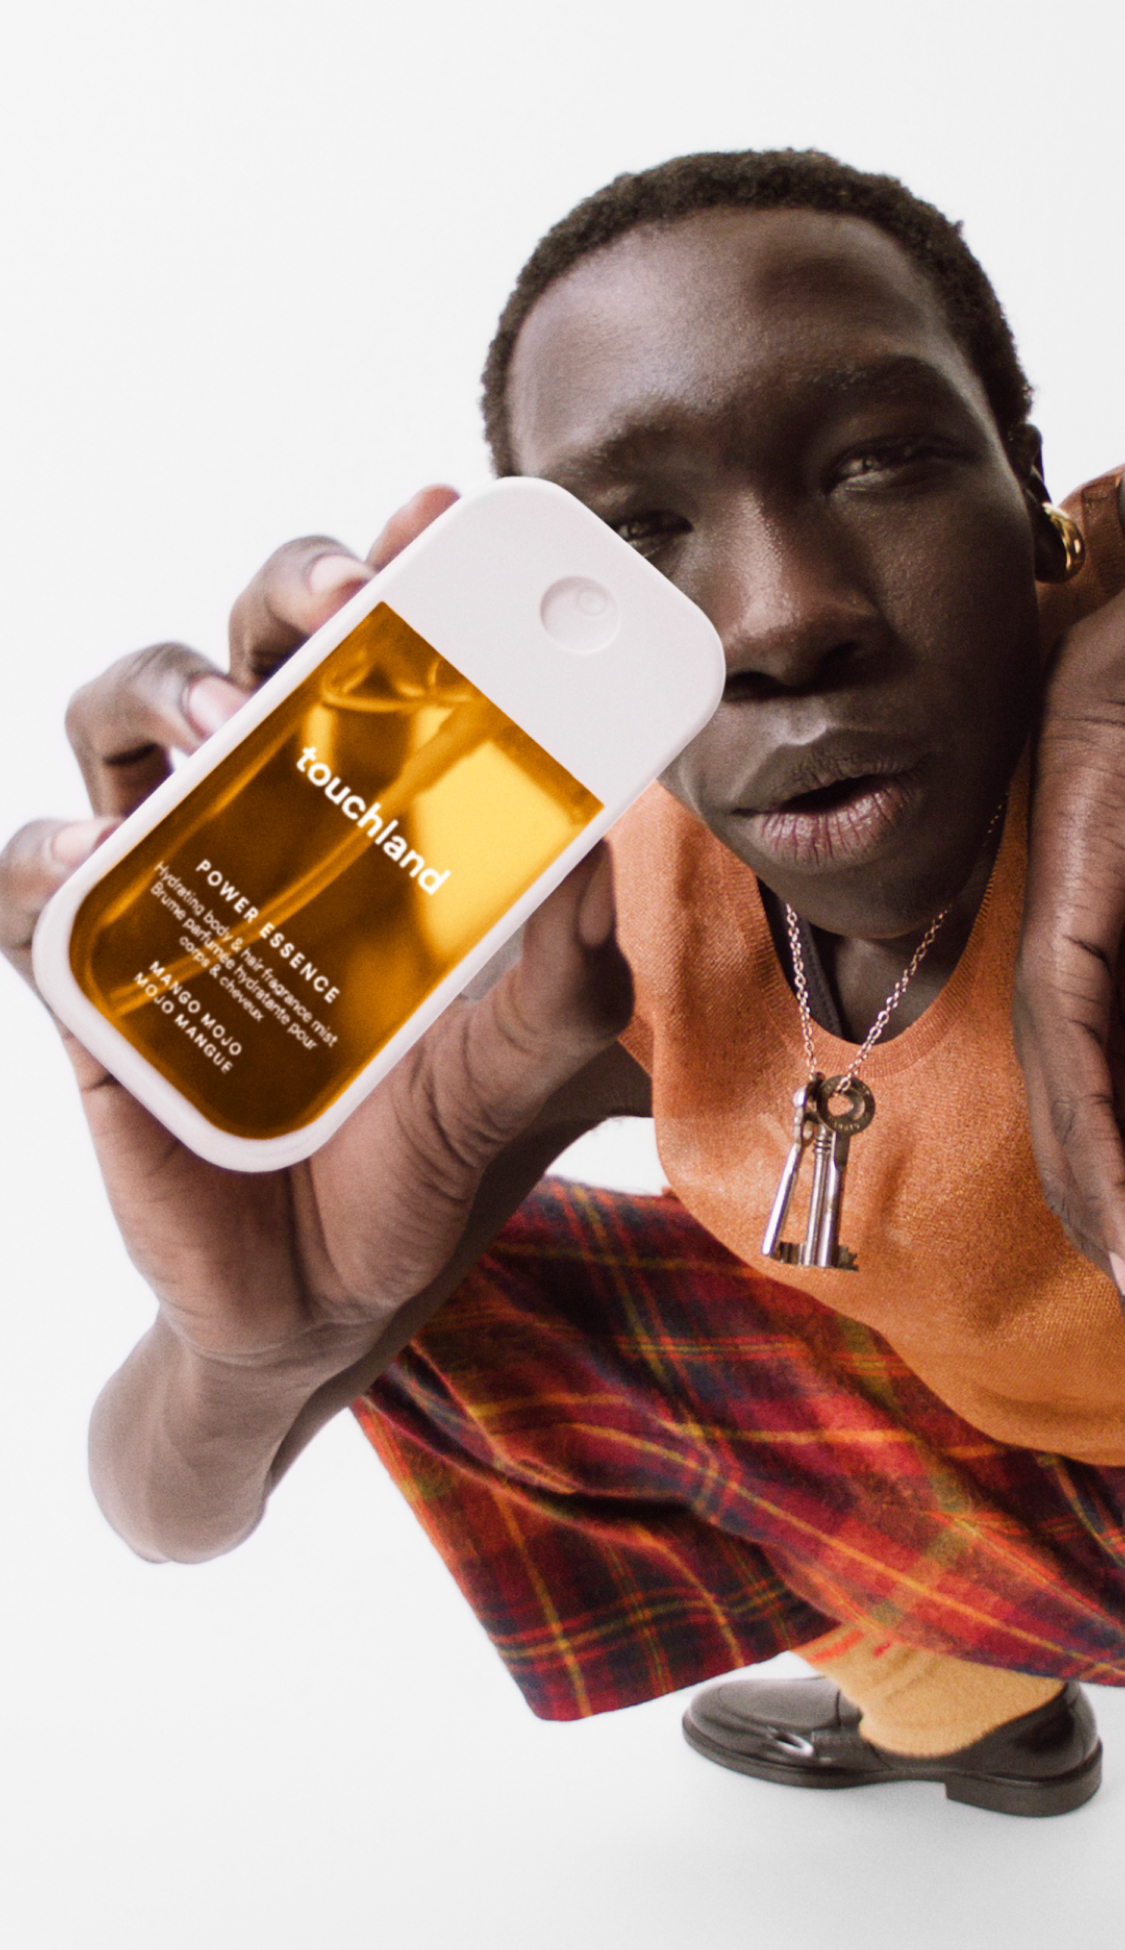 touchland
POWER ESSENCE
Hydrating body & hair fragrance mist
Brume parfumée hydratante pour
corps & cheveux
MANGO MOJO
MOJO MANGUE